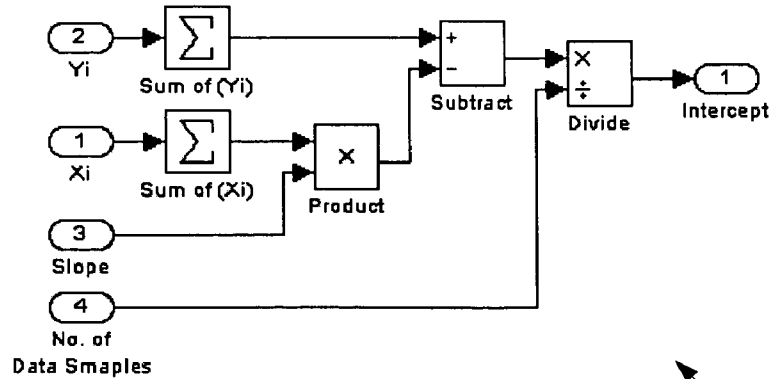 2
Yi
Σ
Sum of (Yi)
+
−
Subtract
×
÷
Divide
1
Intercept
1
Xi
Σ
Sum of (Xi)
×
Product
3
Slope
4
No. of
Data Smaples